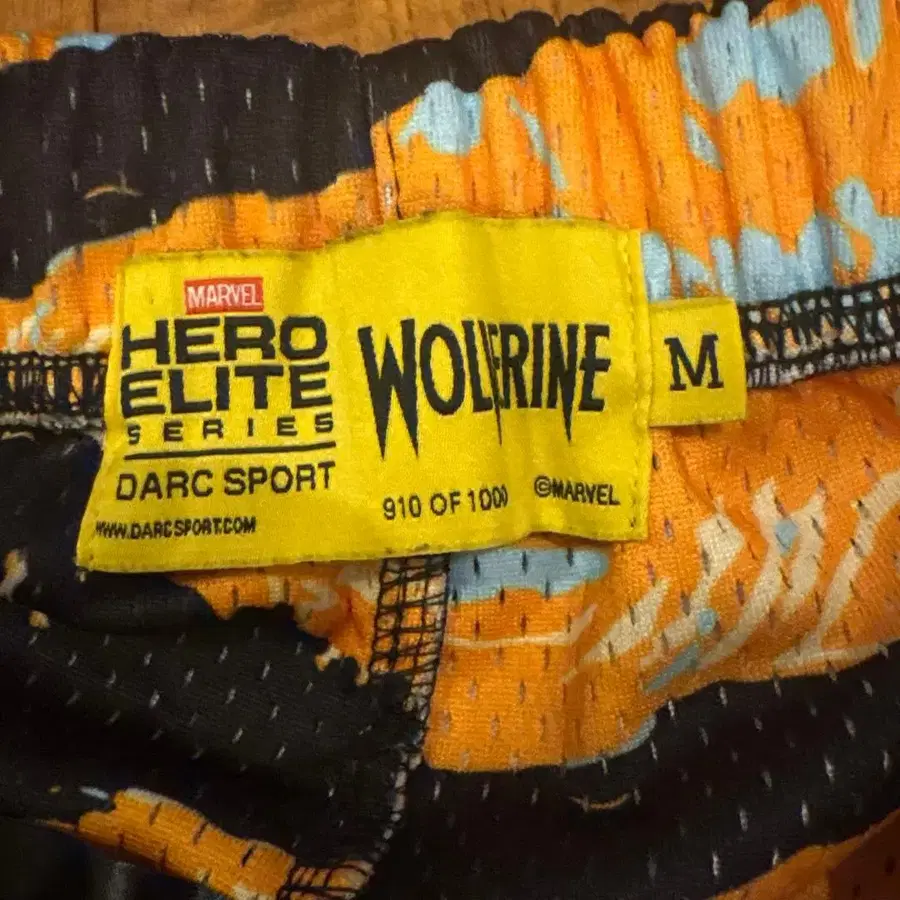 MARVEL
HERO
ELITE
SERIES
DARC SPORT
WWW.DARCSPORT.COM
WOLVERINE
910 OF 1000
©MARVEL
M